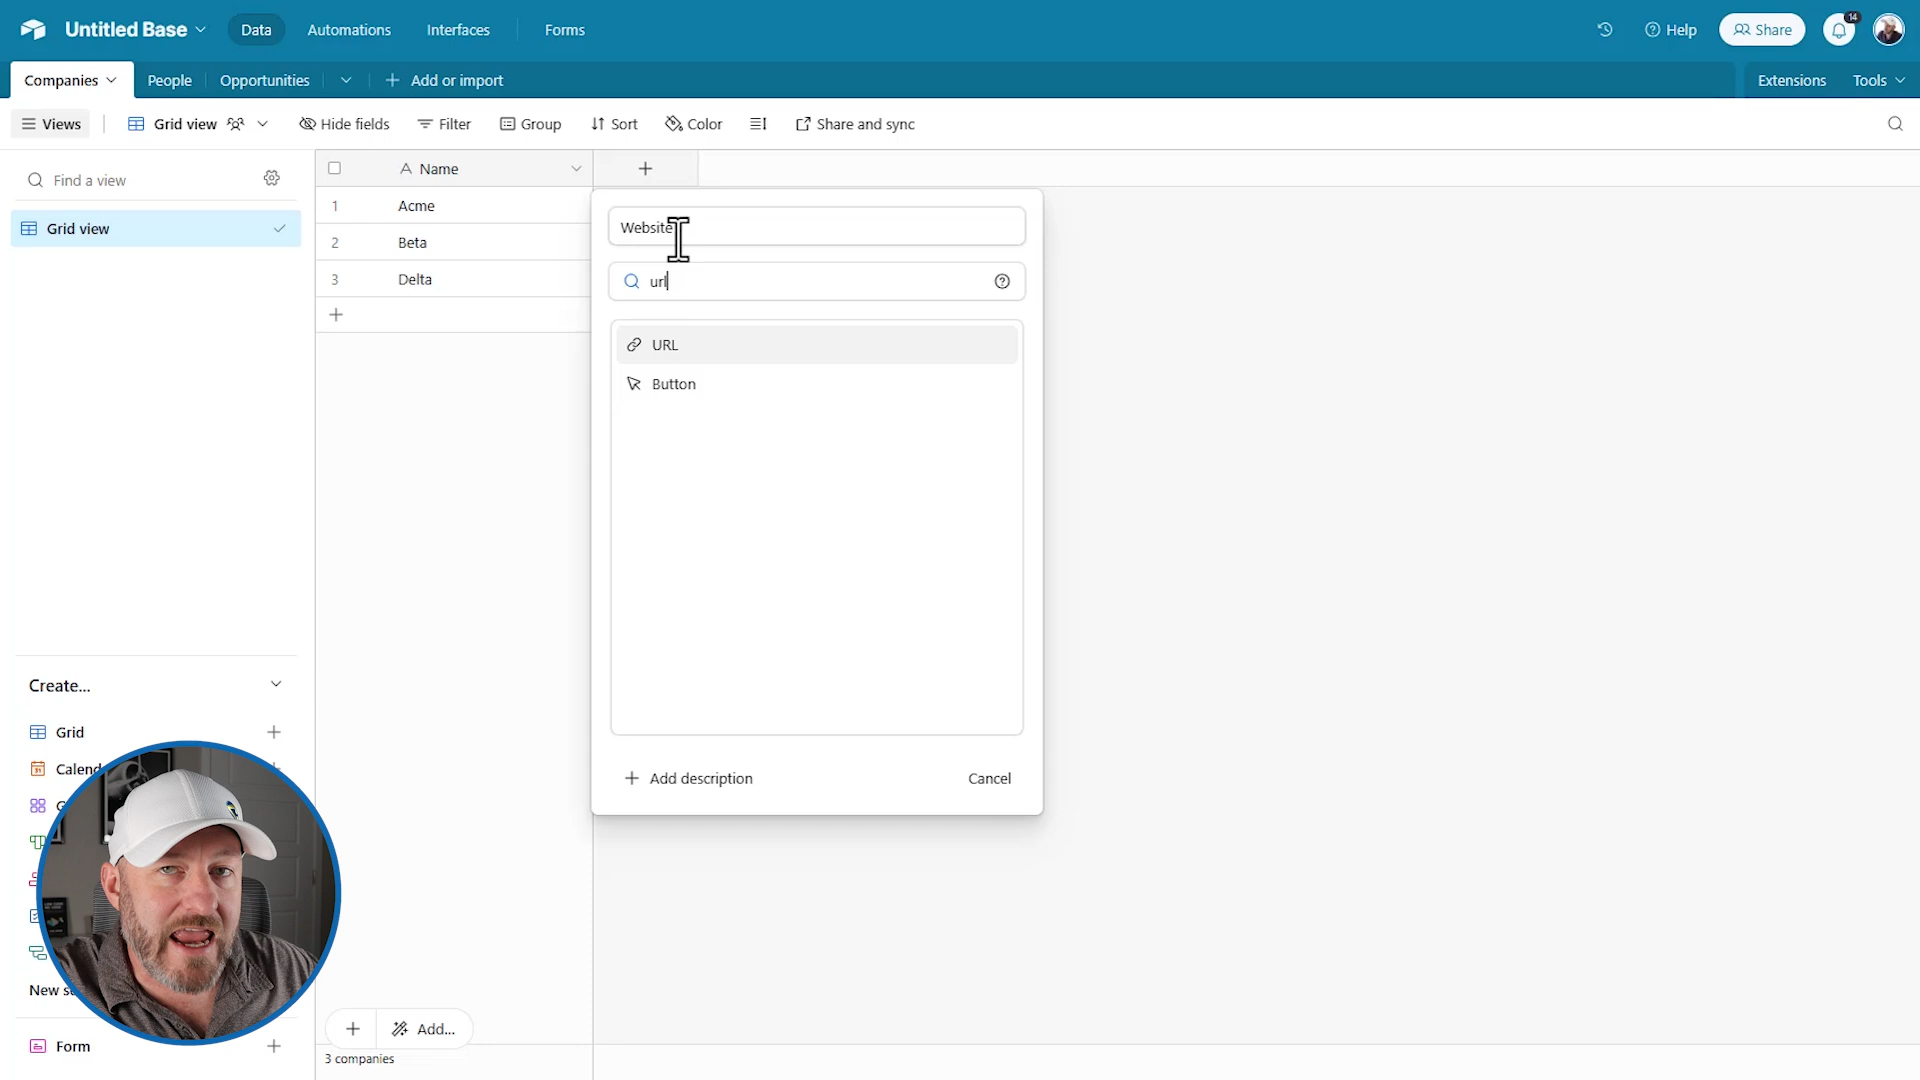 Untitled Base
Data
Automations
Interfaces
Forms
Help
Share
14
Companies
People
Opportunities
Add or import
Extensions
Tools
Views
Grid view
Hide fields
Filter
Group
Sort
Color
Share and sync
Find a view
Name
Grid view
1 Acme
2 Beta
3 Delta
Website
url
URL
Button
Add description
Cancel
Create...
Grid
Form
Add...
3 companies